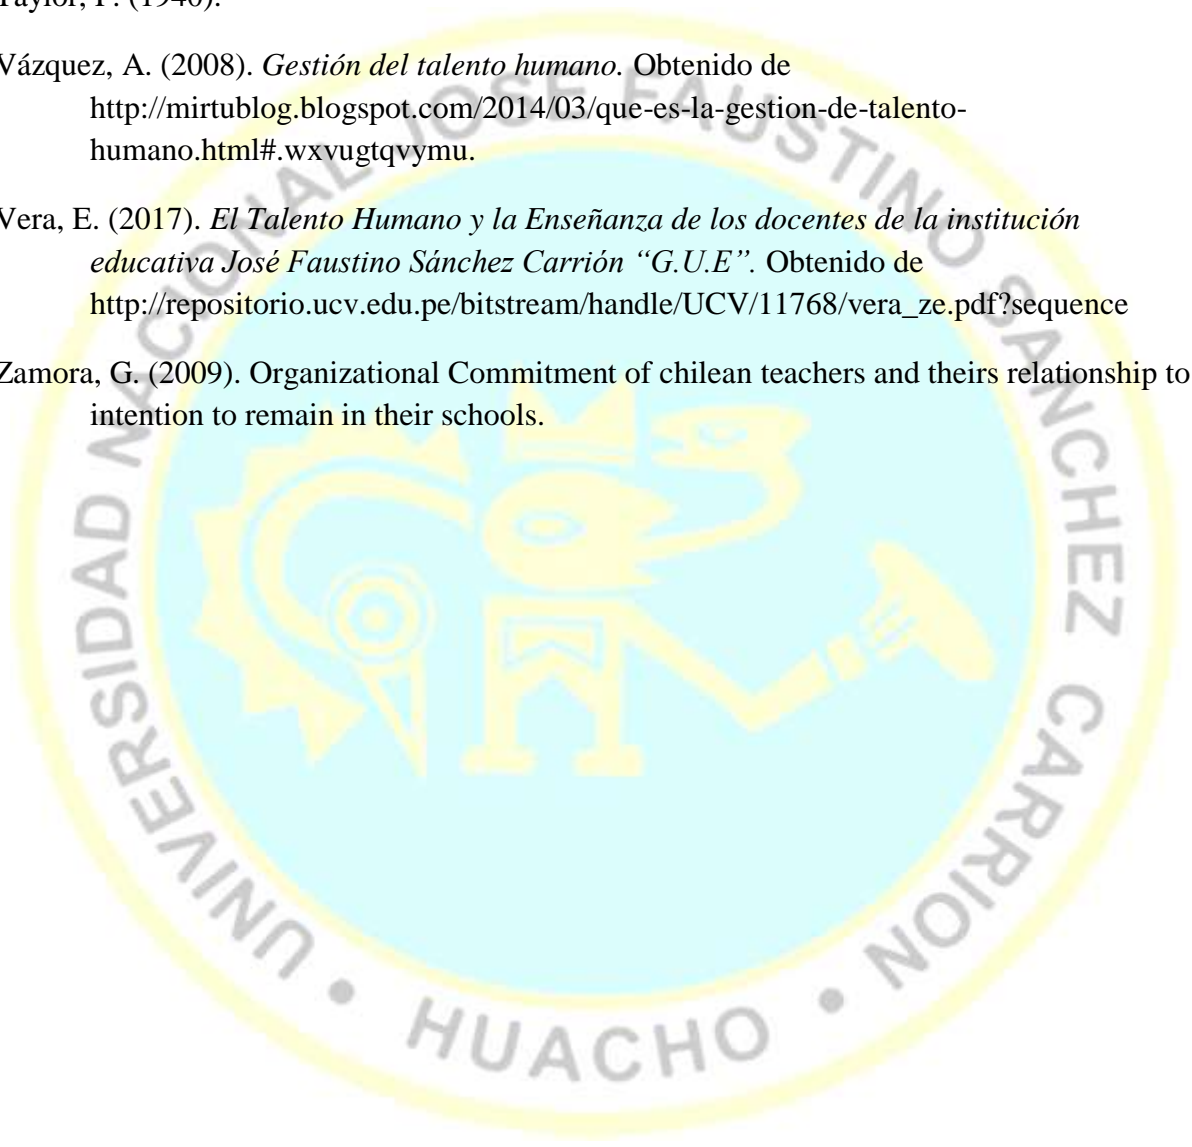 Taylor, F. (1940).
Vázquez, A. (2008). Gestión del talento humano. Obtenido de
http://mirtublog.blogspot.com/2014/03/que-es-la-gestion-de-talento-
humano.html#.wxvugtqvymu.
Vera, E. (2017). El Talento Humano y la Enseñanza de los docentes de la institución
educativa José Faustino Sánchez Carrión “G.U.E”. Obtenido de
http://repositorio.ucv.edu.pe/bitstream/handle/UCV/11768/vera_ze.pdf?sequence
Zamora, G. (2009). Organizational Commitment of chilean teachers and theirs relationship to
intention to remain in their schools.
UNIVERSIDAD NACIONAL JOSE FAUSTINO SANCHEZ CARRION • HUACHO •